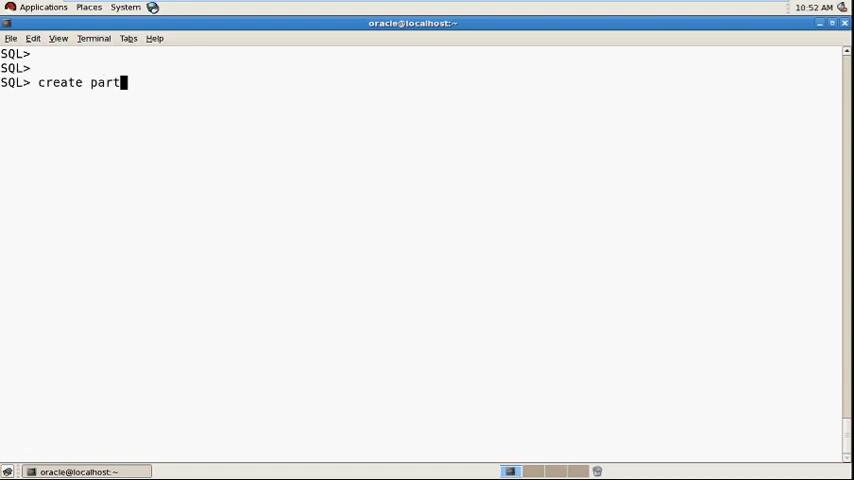 Applications Places System 10:52 AM
oracle@localhost:~
File Edit View Terminal Tabs Help
SQL>
SQL>
SQL> create part
oracle@localhost:~